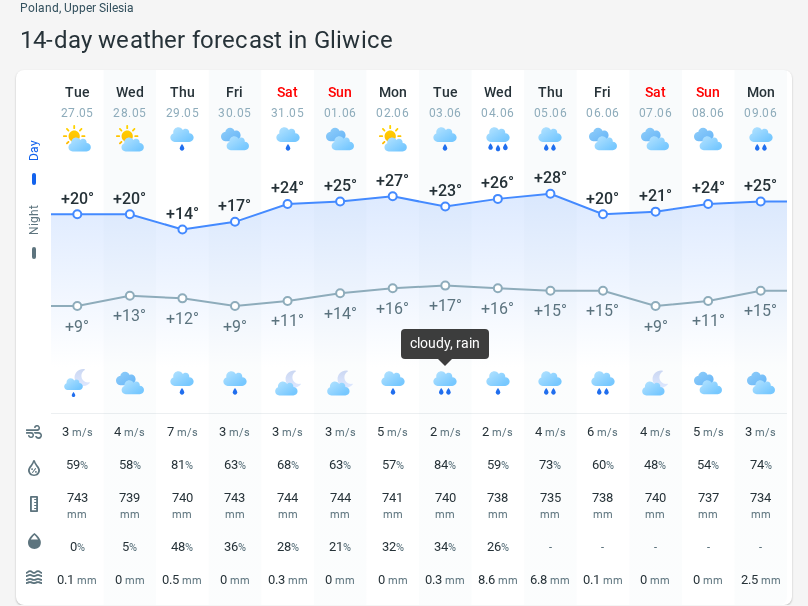 Poland, Upper Silesia
14-day weather forecast in Gliwice
Tue Wed Thu Fri Sat Sun Mon Tue Wed Thu Fri Sat Sun Mon
27.05 28.05 29.05 30.05 31.05 01.06 02.06 03.06 04.06 05.06 06.06 07.06 08.06 09.06
Day
+20° +20° +14° +17° +24° +25° +27° +23° +26° +28° +20° +21° +24° +25°
Night
+9° +13° +12° +9° +11° +14° +16° +17° +16° +15° +15° +9° +11° +15°
cloudy, rain
3 m/s 4 m/s 7 m/s 3 m/s 3 m/s 3 m/s 5 m/s 2 m/s 2 m/s 4 m/s 6 m/s 4 m/s 5 m/s 3 m/s
59% 58% 81% 63% 68% 63% 57% 84% 59% 73% 60% 48% 54% 74%
743 739 740 743 744 744 741 740 738 735 738 740 737 734
mm mm mm mm mm mm mm mm mm mm mm mm mm mm
0% 5% 48% 36% 28% 21% 32% 34% 26% - - - - -
0.1 mm 0 mm 0.5 mm 0 mm 0.3 mm 0 mm 0 mm 0.3 mm 8.6 mm 6.8 mm 0.1 mm 0 mm 0 mm 2.5 mm